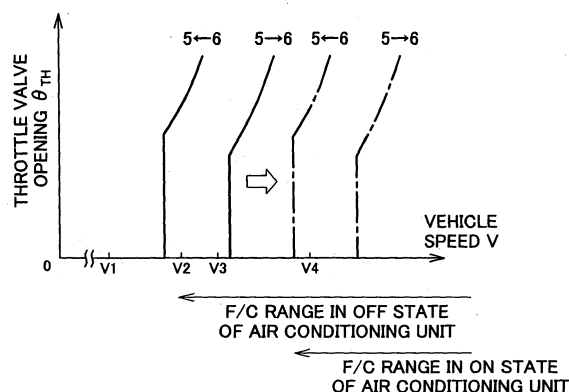 5←6
5→6
5←6
5→6
THROTTLE VALVE
OPENING θTH
VEHICLE
SPEED V
0
V1
V2
V3
V4
F/C RANGE IN OFF STATE
OF AIR CONDITIONING UNIT
F/C RANGE IN ON STATE
OF AIR CONDITIONING UNIT